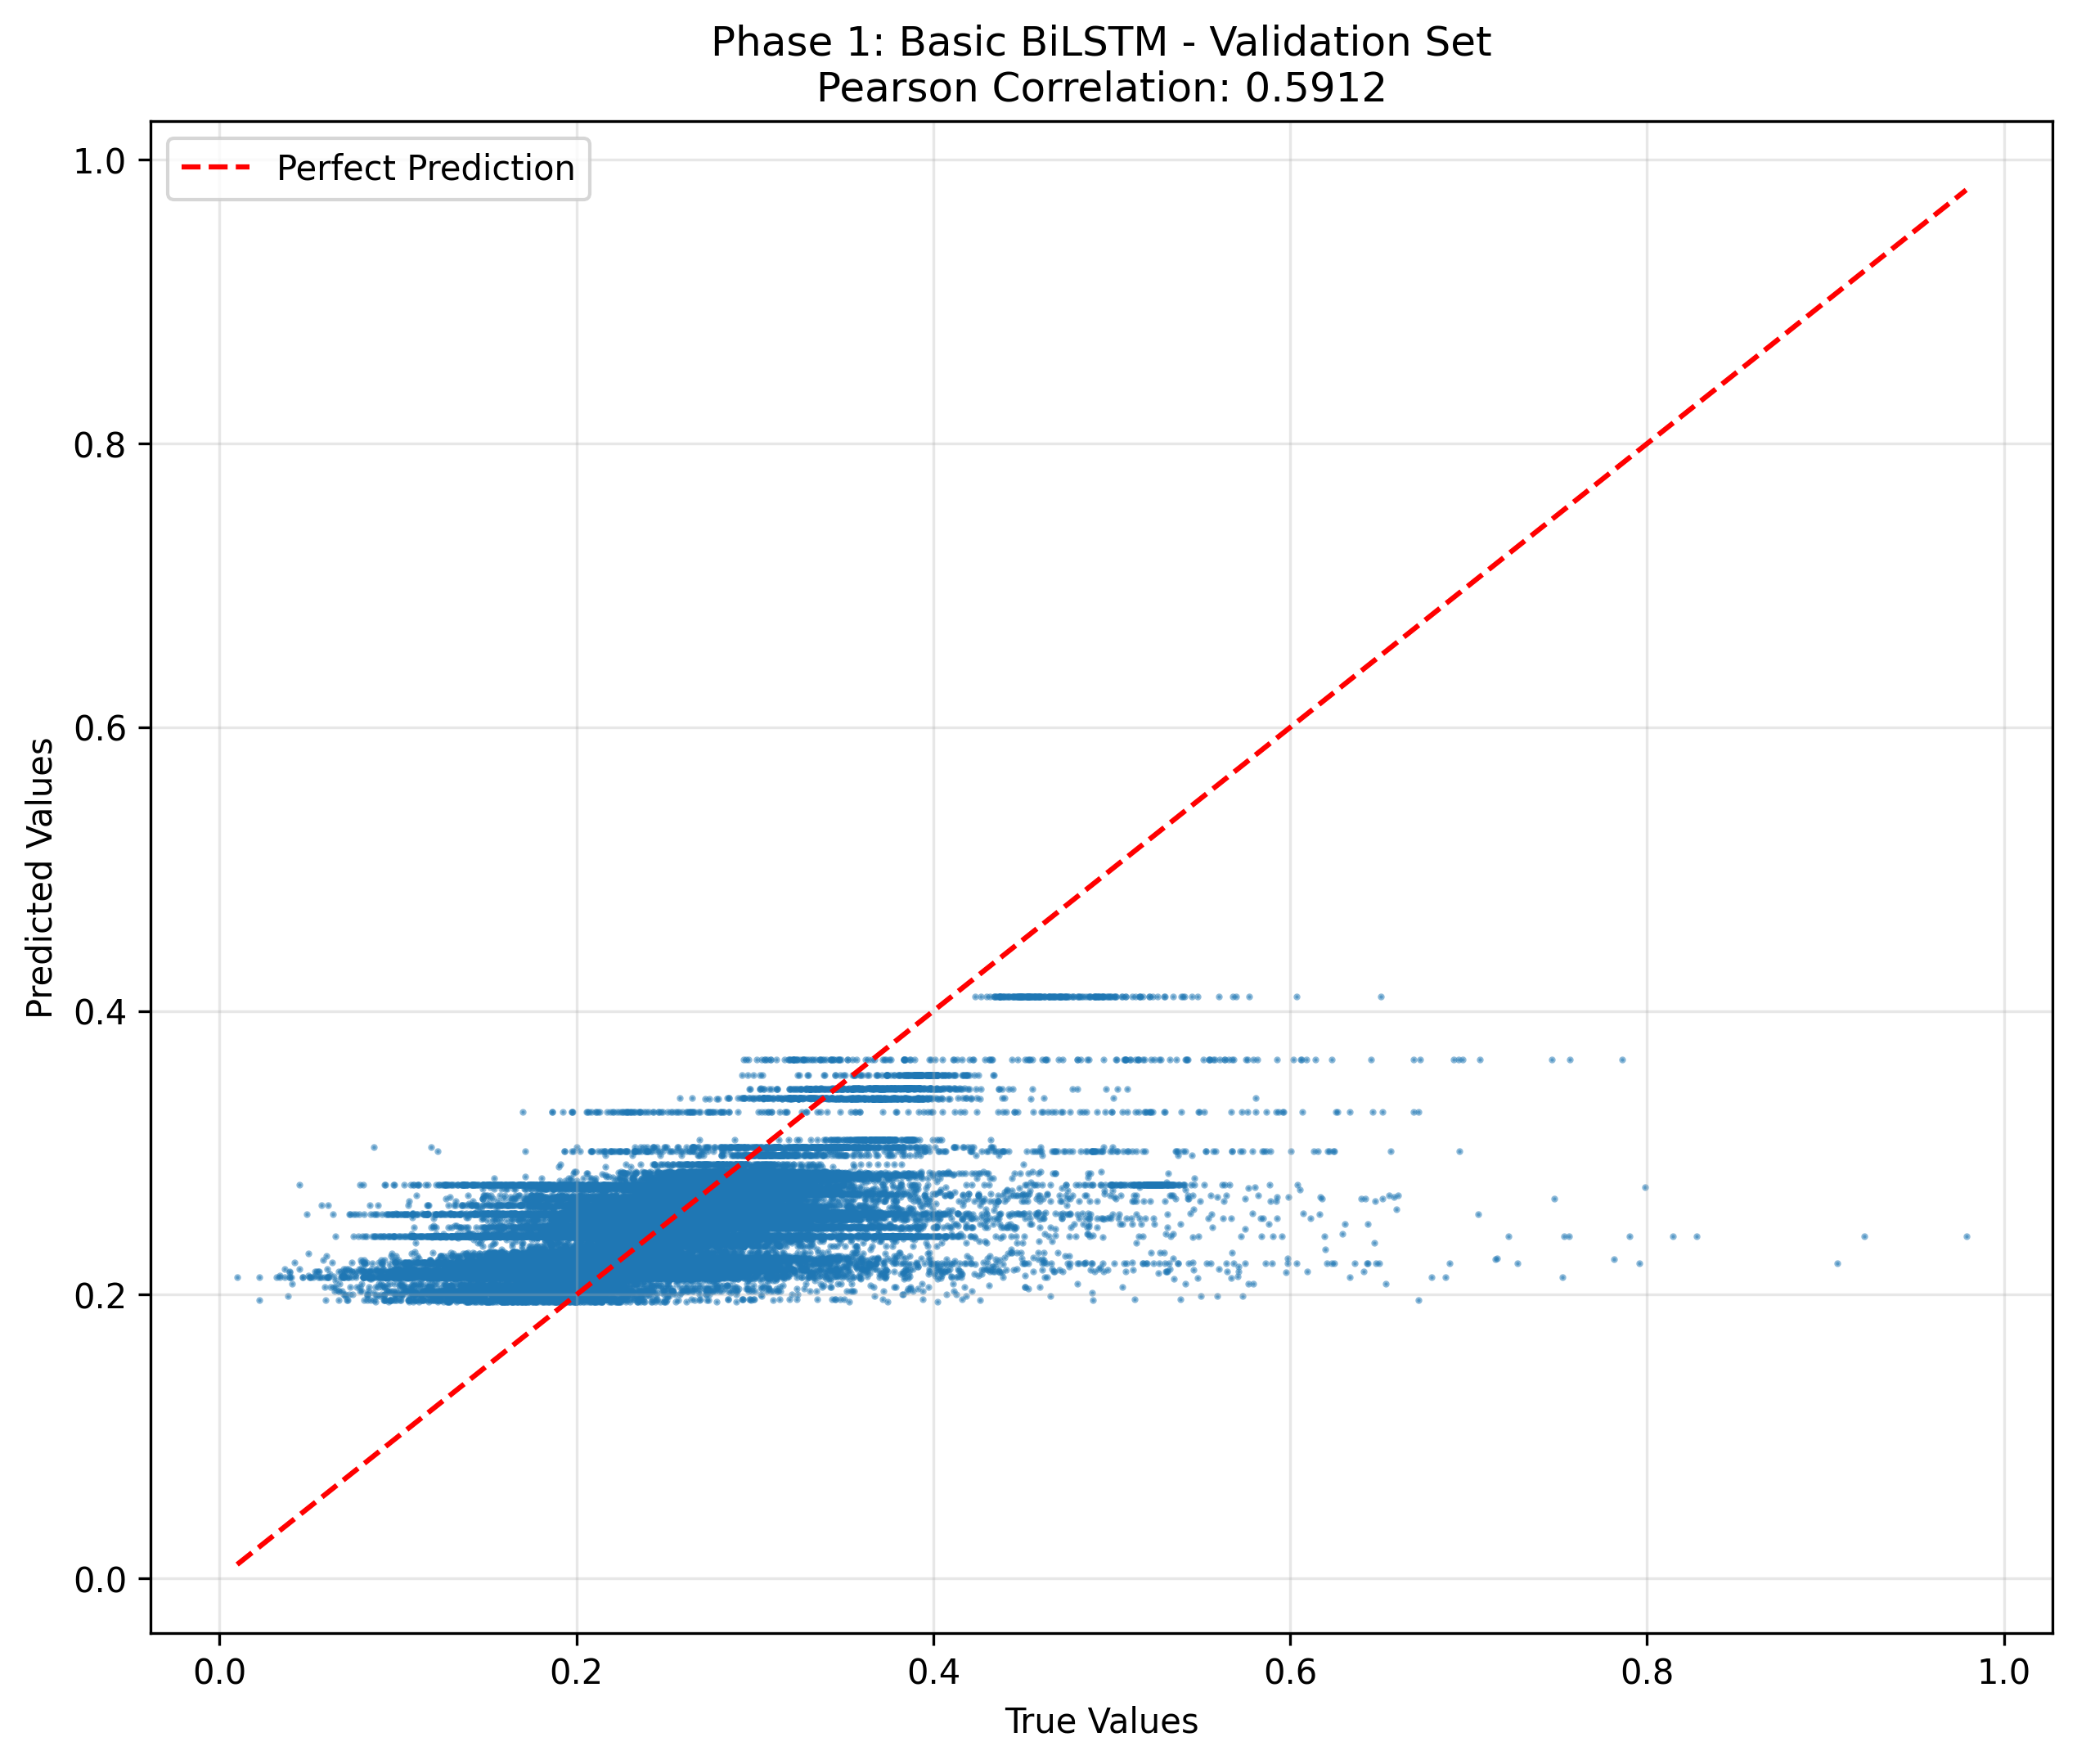 Phase 1: Basic BiLSTM - Validation Set
Pearson Correlation: 0.5912
Perfect Prediction
1.0
0.8
0.6
0.4
0.2
0.0
Predicted Values
0.0 0.2 0.4 0.6 0.8 1.0
True Values